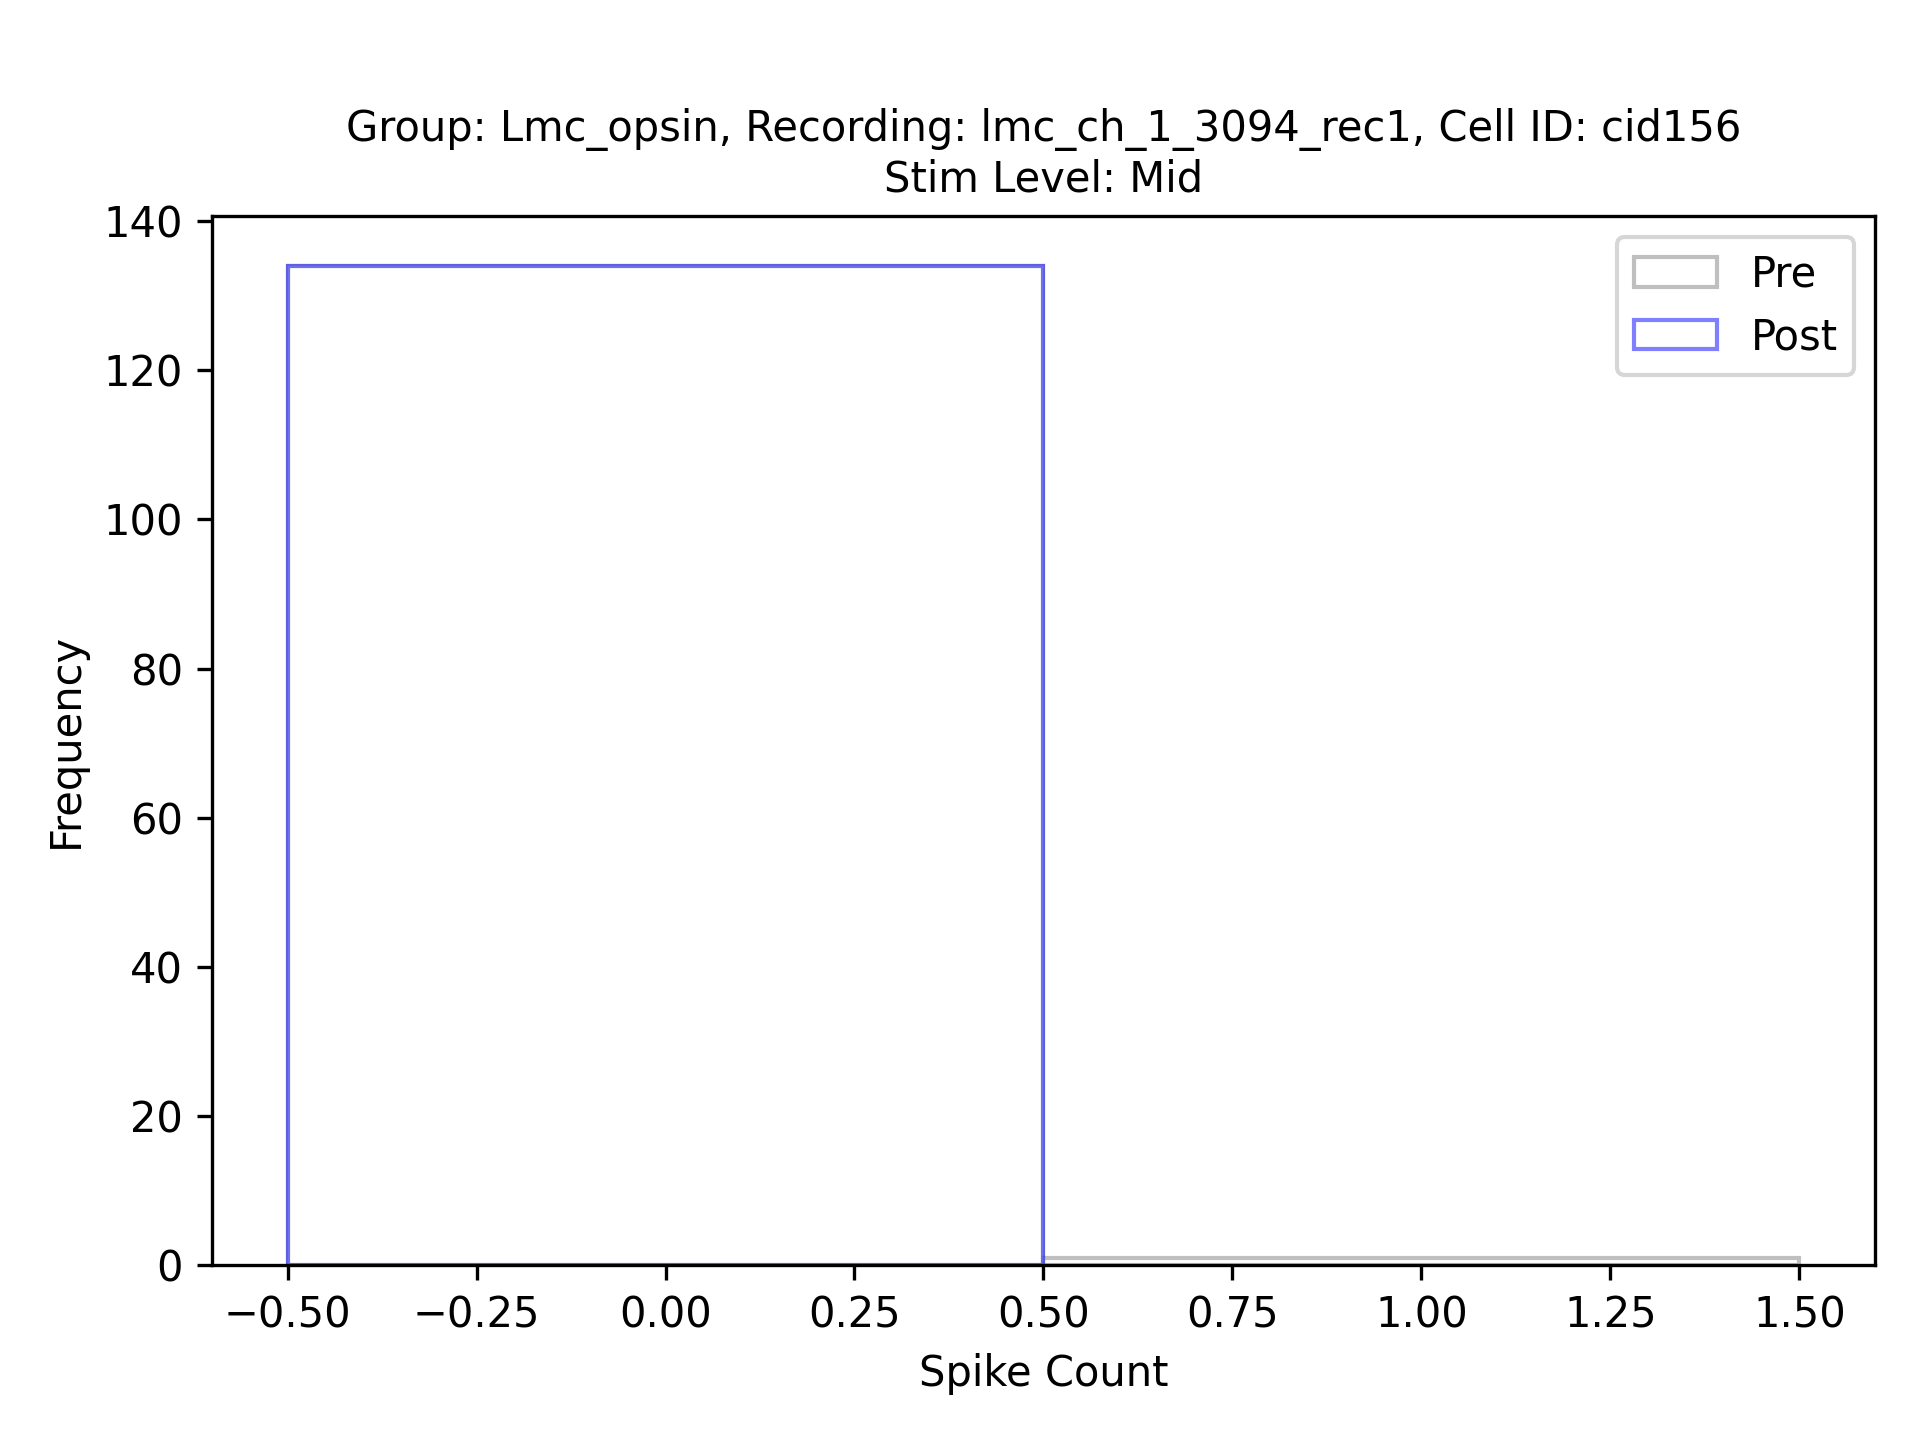 Group: Lmc_opsin, Recording: lmc_ch_1_3094_rec1, Cell ID: cid156
Stim Level: Mid
140
120
100
80
60
40
20
0
Frequency
−0.50 −0.25 0.00 0.25 0.50 0.75 1.00 1.25 1.50
Spike Count
Pre
Post